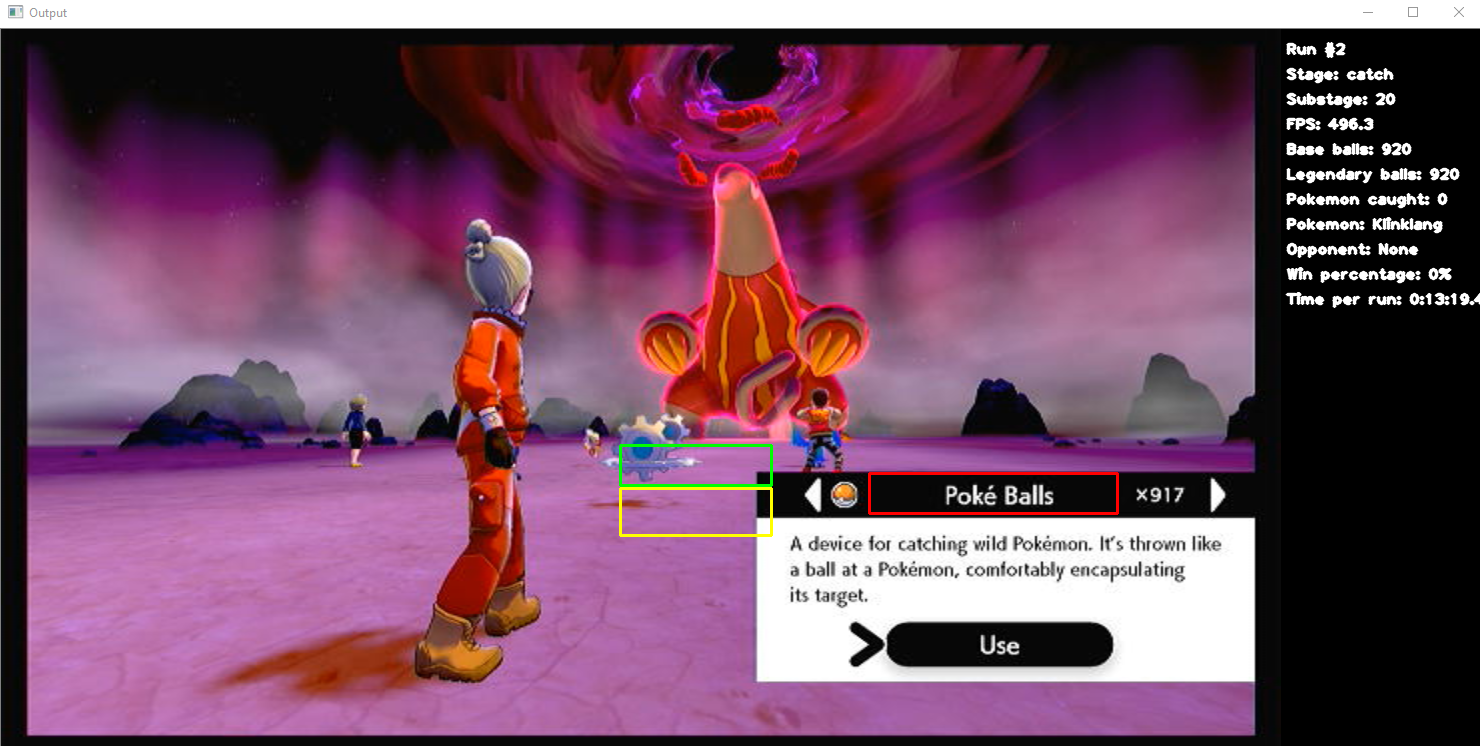 Output
Run #2
Stage: catch
Substage: 20
FPS: 496.3
Base balls: 920
Legendary balls: 920
Pokemon caught: 0
Pokemon: Klinklang
Opponent: None
Win percentage: 0%
Time per run: 0:13:19.4
Poké Balls ×917
A device for catching wild Pokémon. It's thrown like
a ball at a Pokémon, comfortably encapsulating
its target.
Use